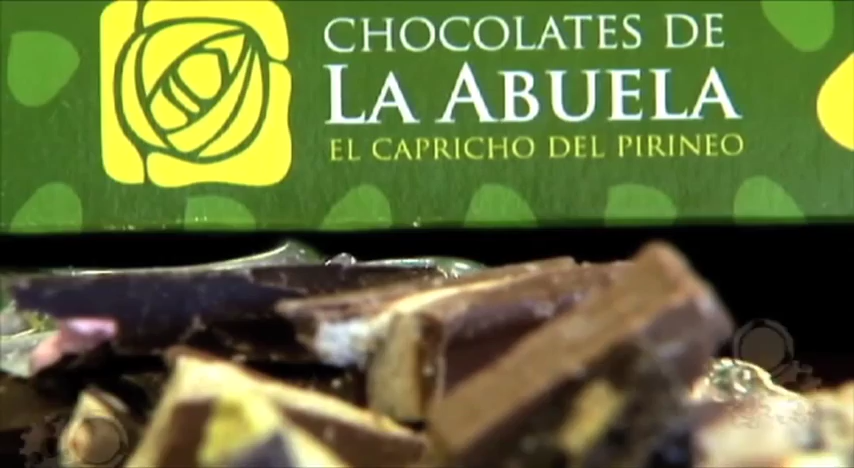 CHOCOLATES DE
LA ABUELA
EL CAPRICHO DEL PIRINEO